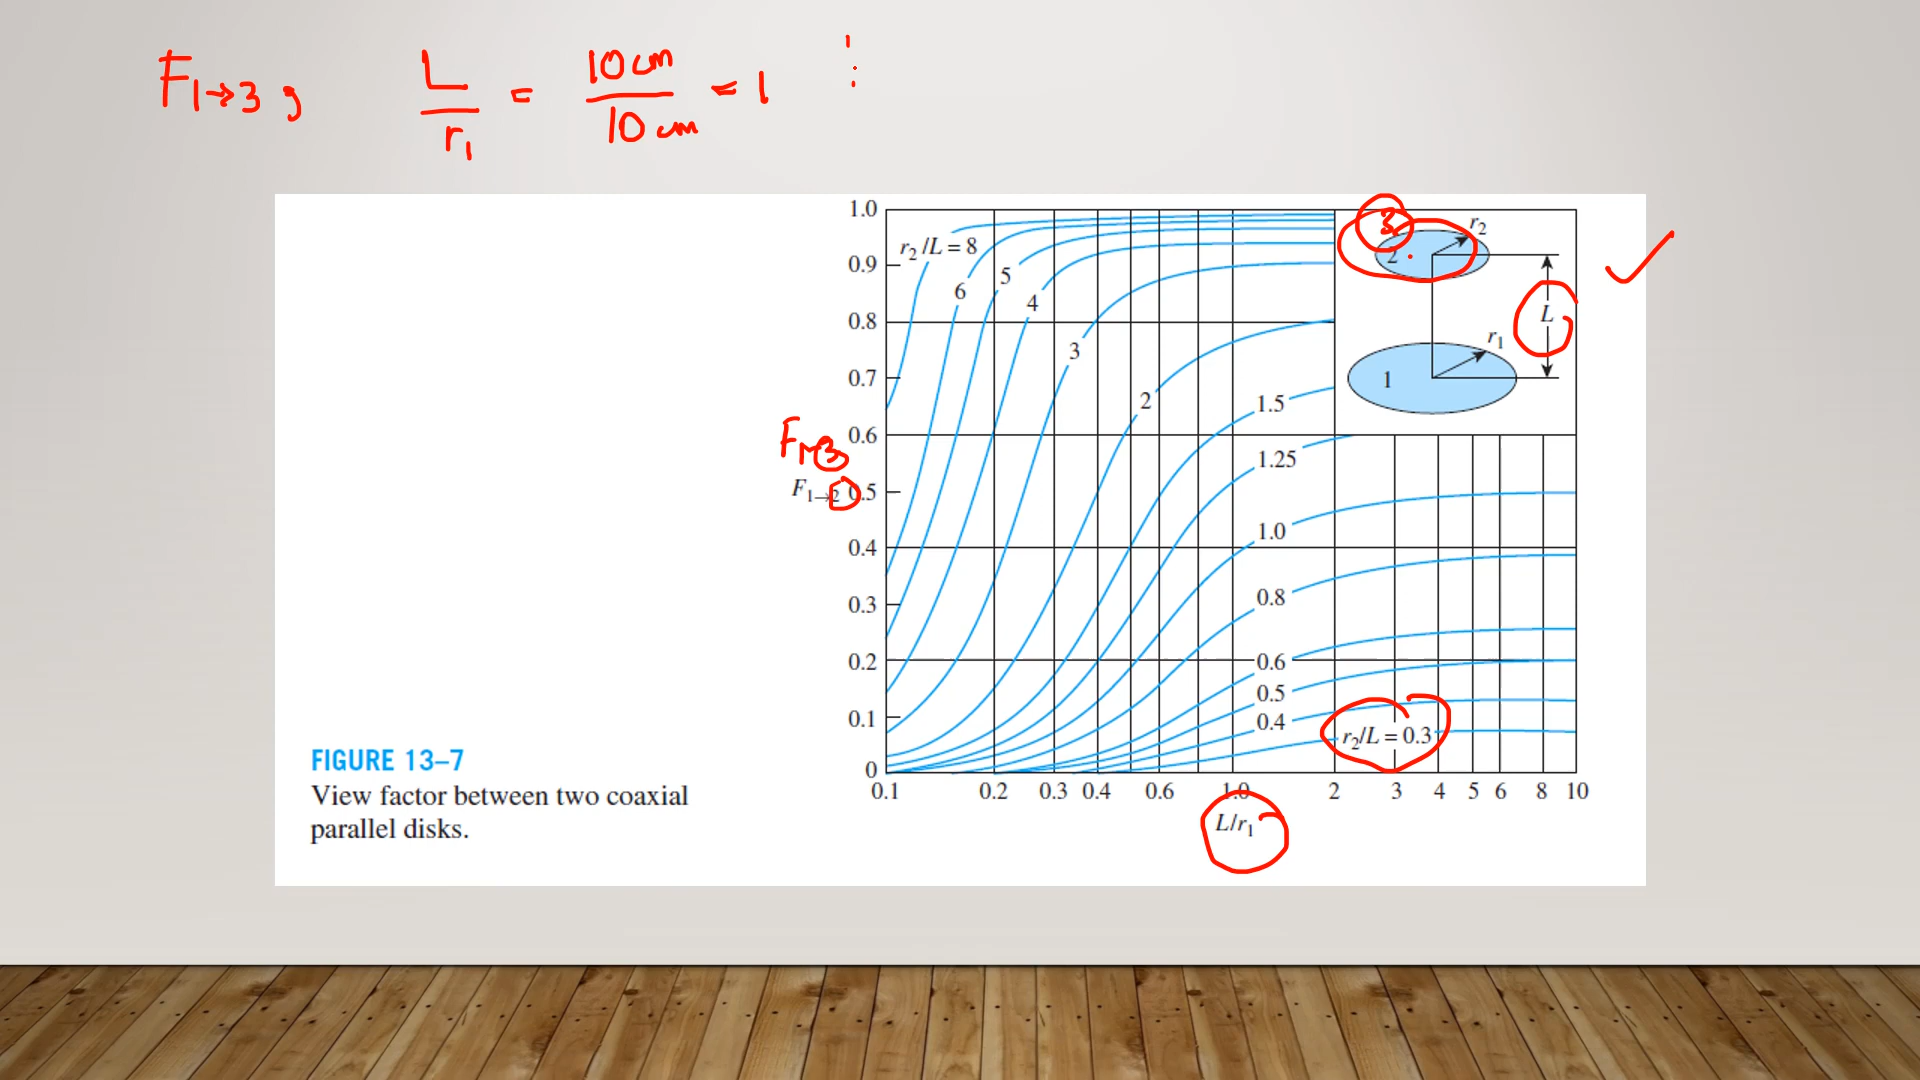 F1→3 ; L/r1 = 10cm/10cm = 1
1.0
r2/L = 8
3
r2
2
0.9
5
6
4
L
0.8
r1
3
0.7
1
2
1.5
F1→3
0.6
1.25
F1→2 0.5
1.0
0.4
0.8
0.3
0.2
0.6
0.5
0.1
0.4
r2/L = 0.3
0
0.1 0.2 0.3 0.4 0.6 1.0 2 3 4 5 6 8 10
L/r1
FIGURE 13–7
View factor between two coaxial
parallel disks.